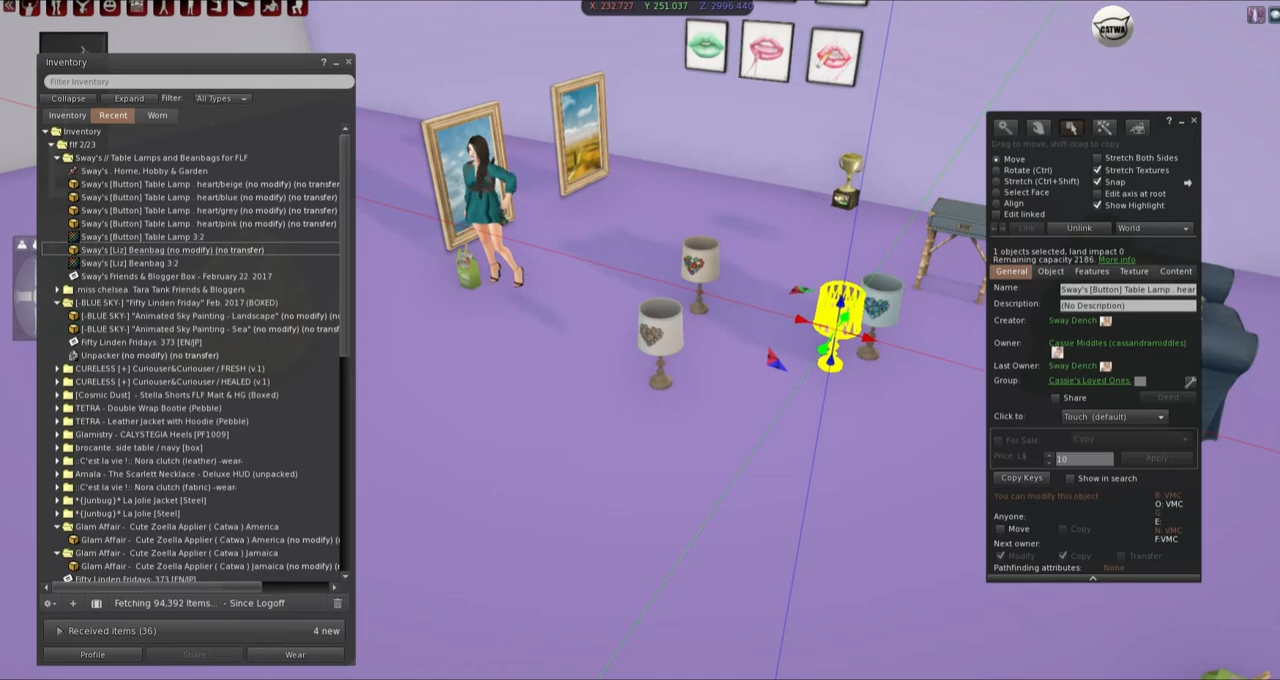 X: 232.727 Y: 251.037 Z: 2996.440
CATWA
Inventory
? _ ×
Filter Inventory
Collapse Expand Filter: All Types
Inventory Recent Worn
Inventory
flf 2/23
Sway's // Table Lamps and Beanbags for FLF
Sway's . Home, Hobby & Garden
Sway's [Button] Table Lamp . heart/beige (no modify) (no transfer
Sway's [Button] Table Lamp . heart/blue (no modify) (no transfer)
Sway's [Button] Table Lamp . heart/grey (no modify) (no transfer)
Sway's [Button] Table Lamp . heart/pink (no modify) (no transfer)
Sway's [Button] Table Lamp 3:2
Sway's [Liz] Beanbag (no modify) (no transfer)
Sway's [Liz] Beanbag 3:2
Sway's Friends & Blogger Box - February 22. 2017
miss chelsea. Tara Tank Friends & Bloggers
[-BLUE SKY-] "Fifty Linden Friday" Feb. 2017 (BOXED)
[-BLUE SKY-] "Animated Sky Painting - Landscape" (no modify) (no
[-BLUE SKY-] "Animated Sky Painting - Sea" (no modify) (no transf
Fifty Linden Fridays: 373 [EN/JP]
Unpacker (no modify) (no transfer)
CURELESS [+] Curiouser&Curiouser / FRESH (v.1)
CURELESS [+] Curiouser&Curiouser / HEALED (v.1)
[Cosmic Dust] - Stella Shorts FLF Mait & HG (Boxed)
TETRA - Double Wrap Bootie (Pebble)
TETRA - Leather Jacket with Hoodie (Pebble)
Glamistry - CALYSTEGIA Heels [PF1009]
brocante. side table / navy [box]
::C'est la vie !:: Nora clutch (leather) -wear-
Amala - The Scarlett Necklace - Deluxe HUD (unpacked)
::C'est la vie !:: Nora clutch (fabric) -wear-
*{Junbug}* La Jolie Jacket [Steel]
*{Junbug}* La Jolie [Steel]
Glam Affair - Cute Zoella Applier ( Catwa ) America
Glam Affair - Cute Zoella Applier ( Catwa ) America (no modify) (
Glam Affair - Cute Zoella Applier ( Catwa ) Jamaica
Glam Affair - Cute Zoella Applier ( Catwa ) Jamaica (no modify) (
Fifty Linden Fridays: 373 [EN/JP]
Fetching 94,392 Items... - Since Logoff
Received items (36) 4 new
Profile Share Wear
? _ ×
Drag to move, shift-drag to copy
Move
Rotate (Ctrl)
Stretch (Ctrl+Shift)
Select Face
Align
Edit linked
Stretch Both Sides
Stretch Textures
Snap
Edit axis at root
Show Highlight
Link Unlink World
1 objects selected, land impact 0
Remaining capacity 2186. More info
General Object Features Texture Content
Name: Sway's [Button] Table Lamp . hear
Description: (No Description)
Creator: Sway Dench
Owner: Cassie Middles (cassandramiddles)
Last Owner: Sway Dench
Group: Cassie's Loved Ones
Share Deed
Click to: Touch (default)
For Sale: Copy
Price: L$ 10 Apply
Copy Keys Show in search
You can modify this object
Anyone:
Move Copy
Next owner:
Modify Copy Transfer
B: VMC
O: VMC
G:
E:
N: VMC
F:VMC
Pathfinding attributes: None